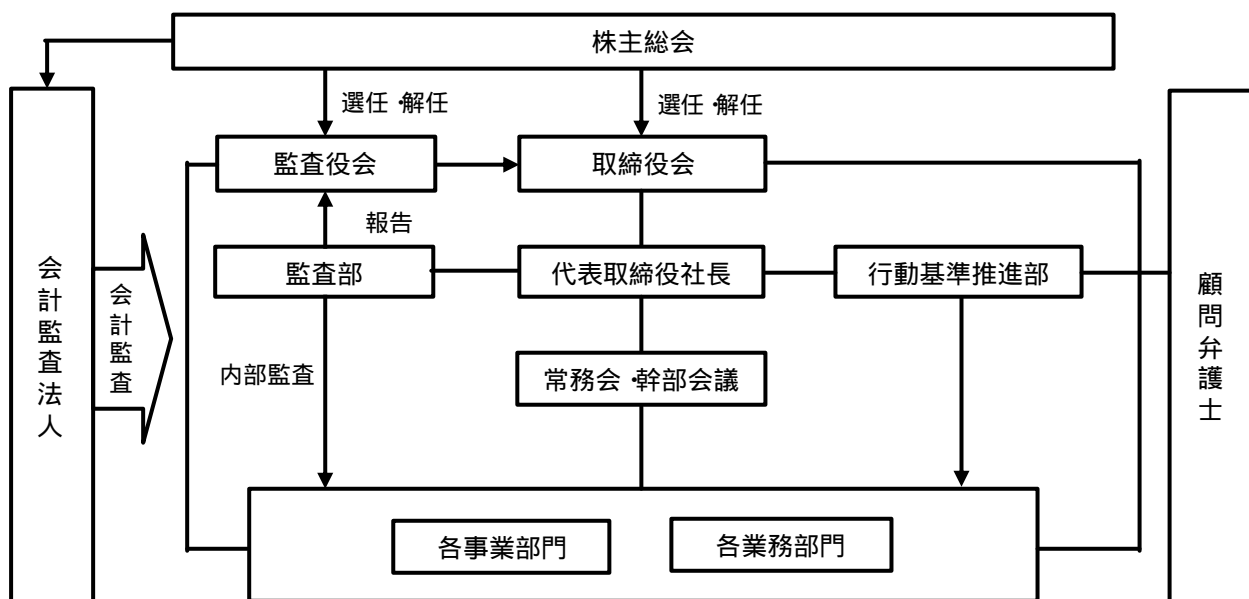 株主総会
選任・解任
選任・解任
監査役会
取締役会
報告
監査部
代表取締役社長
行動基準推進部
会計監査法人
会計監査
顧問弁護士
内部監査
常務会・幹部会議
各事業部門
各業務部門